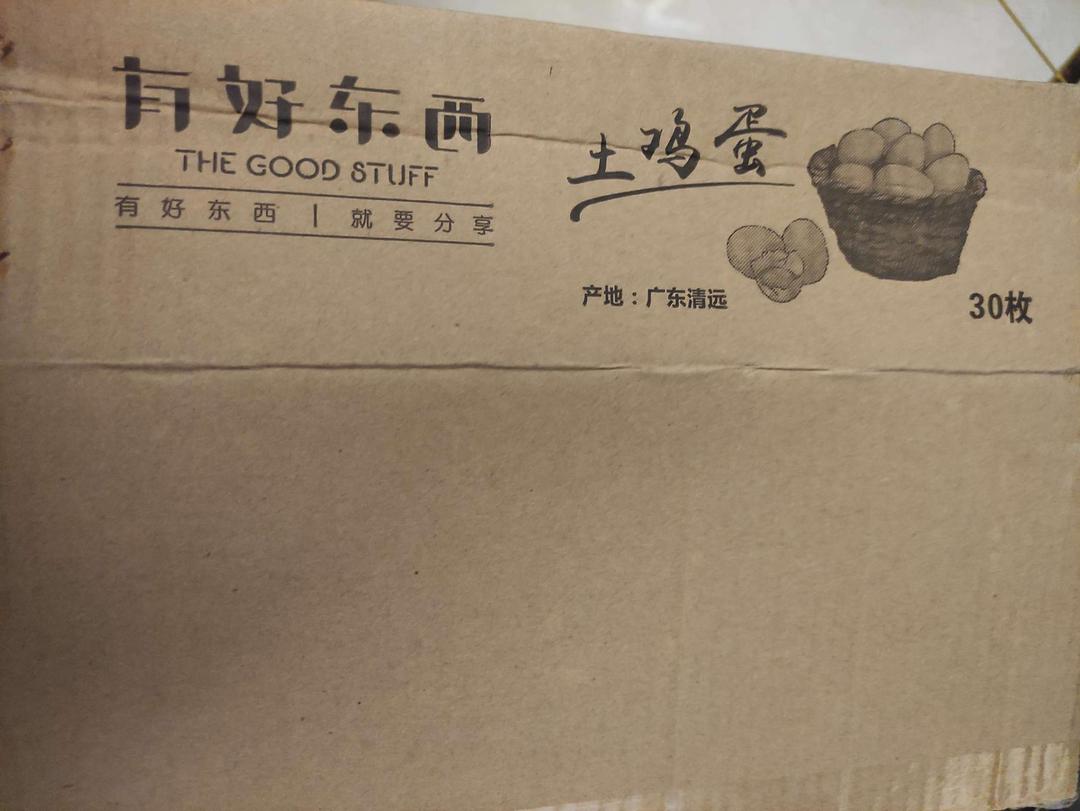 有好东西
THE GOOD STUFF
有好东西 | 就要分享
土鸡蛋
产地：广东清远
30枚